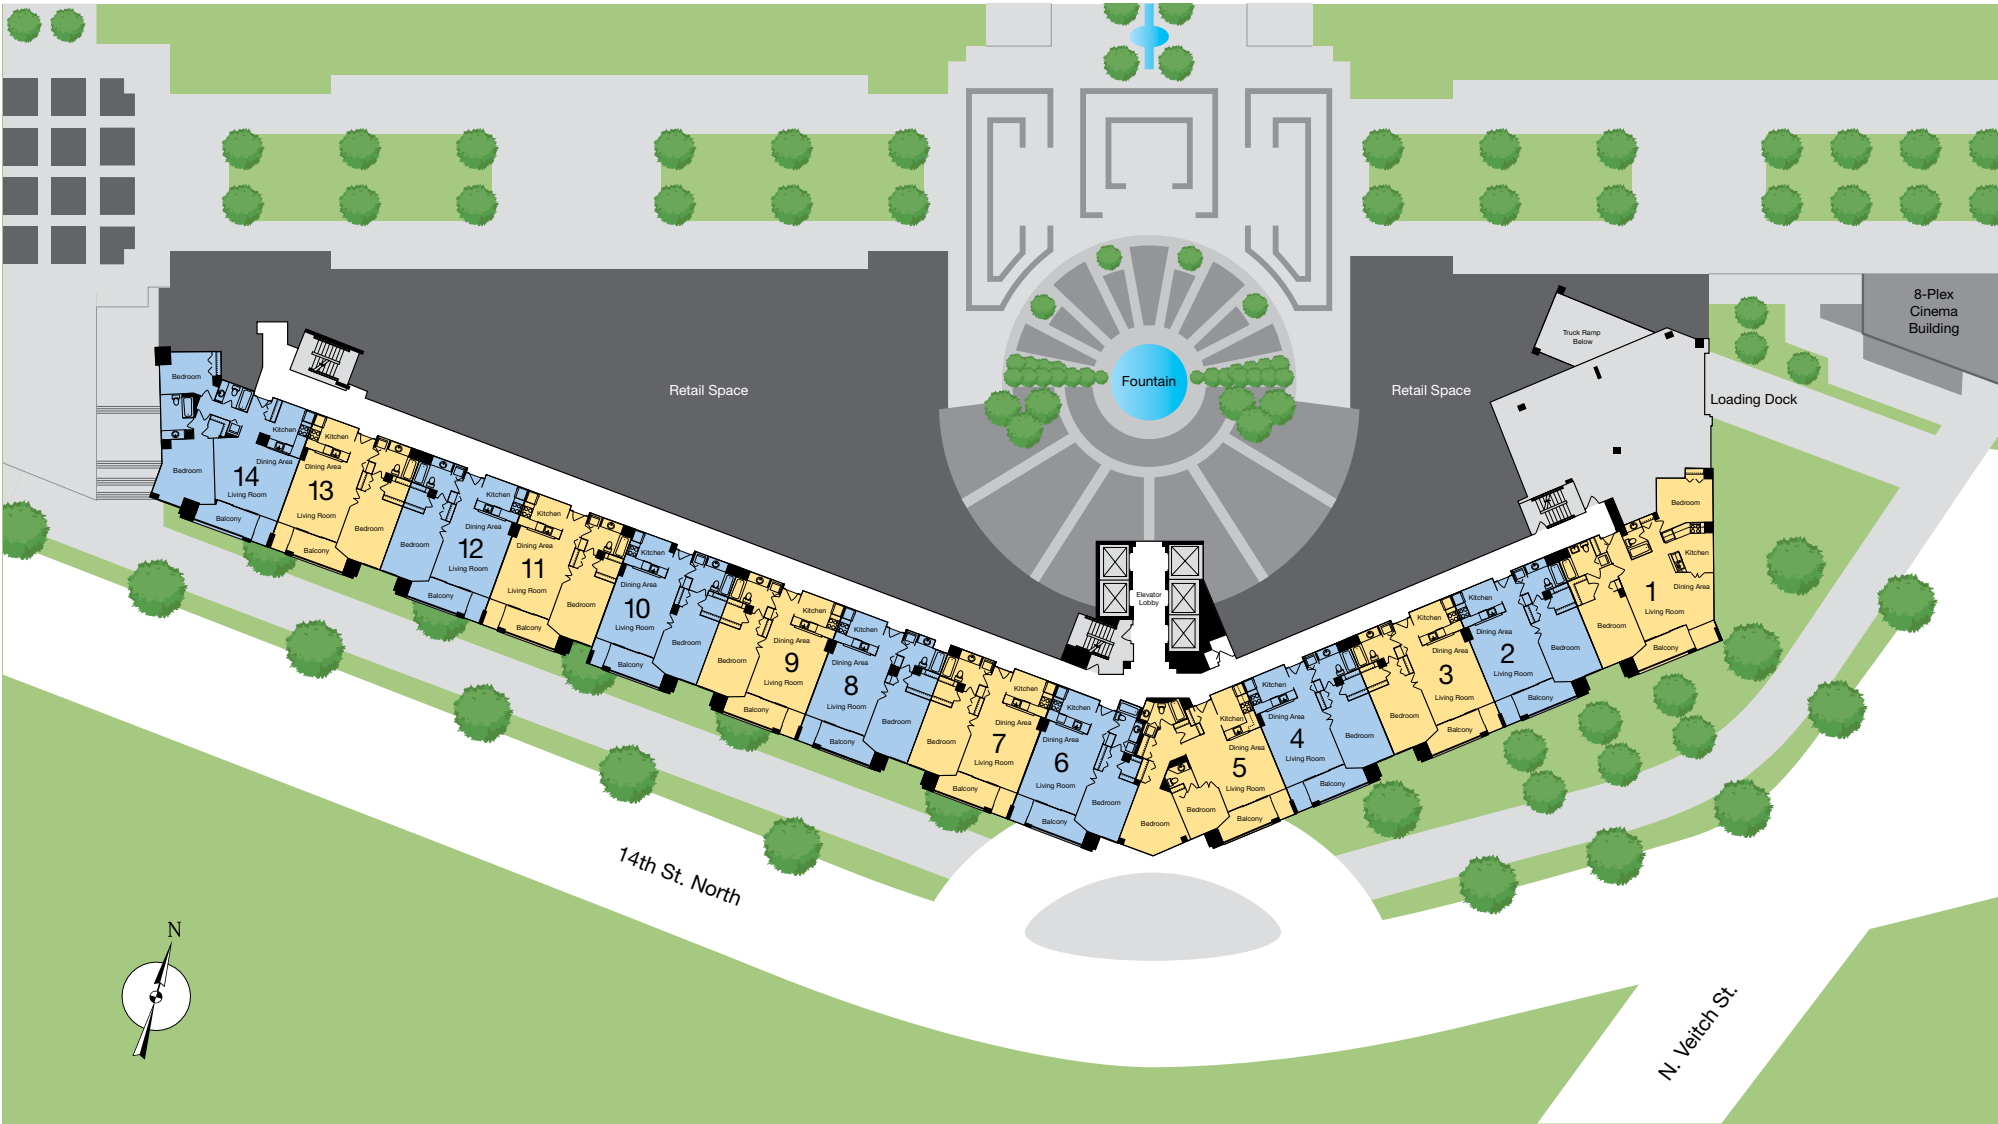 8-Plex
Cinema
Building
Truck Ramp
Below
Retail Space
Fountain
Retail Space
Loading Dock
Elevator
Lobby
Bedroom
Bedroom
Kitchen
Dining Area
14
Living Room
Balcony
Kitchen
Dining Area
13
Living Room
Bedroom
Balcony
Kitchen
Dining Area
12
Bedroom
Living Room
Balcony
Kitchen
Dining Area
11
Living Room
Bedroom
Balcony
Kitchen
Dining Area
10
Living Room
Bedroom
Balcony
Kitchen
Dining Area
9
Bedroom
Living Room
Balcony
Kitchen
Dining Area
8
Living Room
Bedroom
Balcony
Kitchen
Dining Area
7
Bedroom
Living Room
Balcony
Kitchen
Dining Area
6
Living Room
Bedroom
Balcony
Kitchen
Dining Area
5
Living Room
Bedroom
Bedroom
Balcony
Kitchen
Dining Area
4
Living Room
Bedroom
Balcony
Kitchen
Dining Area
3
Living Room
Bedroom
Balcony
Kitchen
Dining Area
2
Living Room
Bedroom
Balcony
Bedroom
Kitchen
Dining Area
1
Living Room
Bedroom
Balcony
14th St. North
N
N. Veitch St.